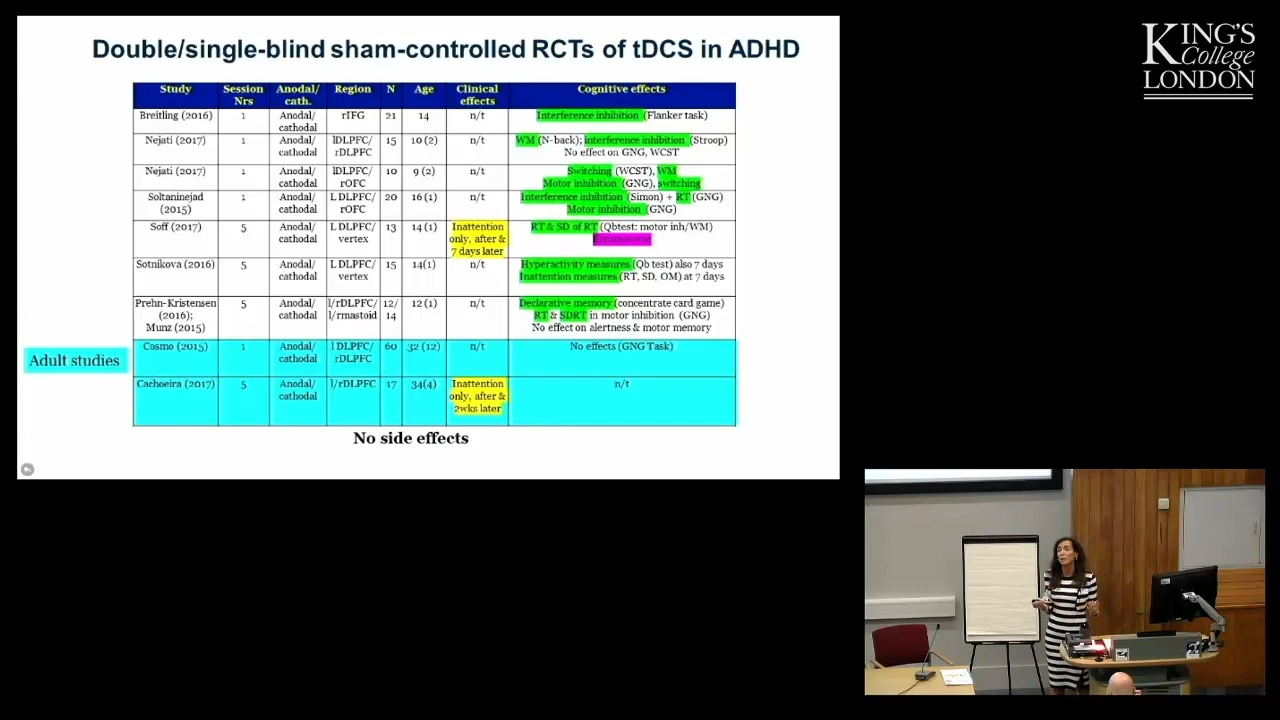 Double/single-blind sham-controlled RCTs of tDCS in ADHD
KING'S
College
LONDON
Study Session Nrs Anodal/ cath. Region N Age Clinical effects Cognitive effects
Breitling (2016) 1 Anodal/ cathodal rIFG 21 14 n/t Interference inhibition (Flanker task)
Nejati (2017) 1 Anodal/ cathodal lDLPFC/ rDLPFC 15 10 (2) n/t WM (N-back); interference inhibition (Stroop)
No effect on GNG, WCST
Nejati (2017) 1 Anodal/ cathodal lDLPFC/ rOFC 10 9 (2) n/t Switching (WCST), WM
Motor inhibition (GNG), switching
Soltaninejad (2015) 1 Anodal/ cathodal L DLPFC/ rOFC 20 16 (1) n/t Interference inhibition (Simon) + RT (GNG)
Motor inhibition (GNG)
Soff (2017) 5 Anodal/ cathodal L DLPFC/ vertex 13 14 (1) Inattention only, after & 7 days later RT & SD of RT (Qbtest: motor inh/WM)
Sotnikova (2016) 5 Anodal/ cathodal L DLPFC/ vertex 15 14(1) n/t Hyperactivity measures (Qb test) also 7 days
Inattention measures (RT, SD, OM) at 7 days
Prehn-Kristensen (2016); Munz (2015) 5 Anodal/ cathodal l/rDLPFC/ l/rmastoid 12/ 14 12 (1) n/t Declarative memory (concentrate card game)
RT & SDRT in motor inhibition (GNG)
No effect on alertness & motor memory
Adult studies
Cosmo (2015) 1 Anodal/ cathodal l DLPFC/ rDLPFC 60 32 (12) n/t No effects (GNG Task)
Cachoeira (2017) 5 Anodal/ cathodal l/rDLPFC 17 34(4) Inattention only, after & 2wks later n/t
No side effects